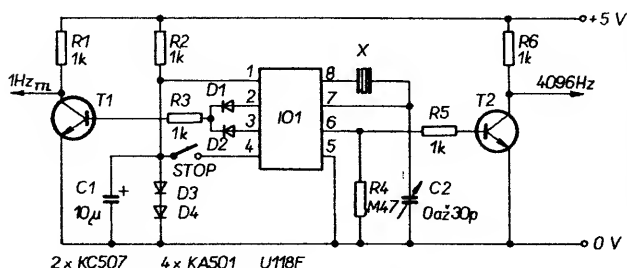 +5 V
R1
1k
R2
1k
R6
1k
X
1Hz TTL
4096Hz
T1
D1
R3
1k
D2
1
2
3
4
IO1
8
7
6
5
R5
1k
T2
STOP
C1
+
10µ
D3
D4
R4
M47
C2
0až30p
0 V
2 x KC507 4 x KA501 U118F